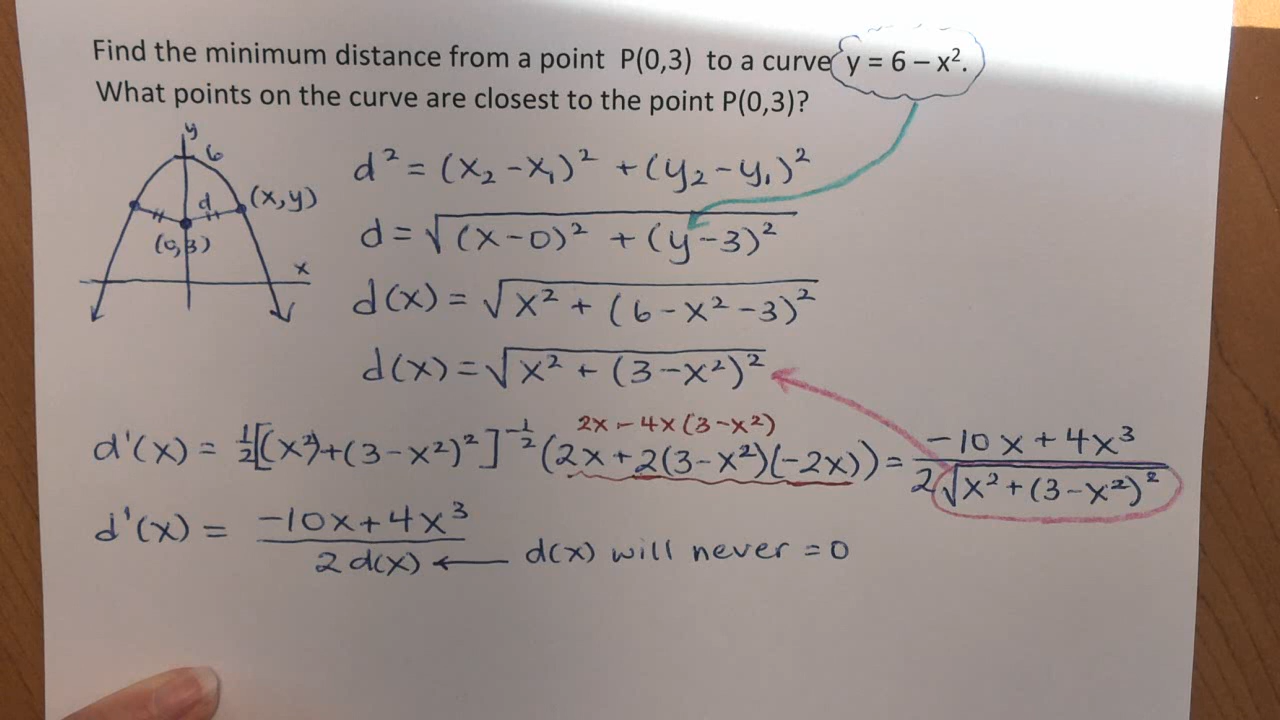 Find the minimum distance from a point P(0,3) to a curve y = 6 – x².
What points on the curve are closest to the point P(0,3)?
y
6
d
(x,y)
(0,3)
x
d² = (x₂ – x₁)² + (y₂ – y₁)²
d = √((x–0)² + (y–3)²)
d(x) = √(x² + (6 – x² – 3)²)
d(x) = √(x² + (3 – x²)²)
2x – 4x(3 – x²)
d'(x) = ½[(x²)+(3–x²)²]^(-1/2) (2x+2(3–x²)(–2x)) = (–10x + 4x³)/(2√(x² + (3–x²)²))
d'(x) = (–10x+4x³)/(2d(x)) ← d(x) will never = 0